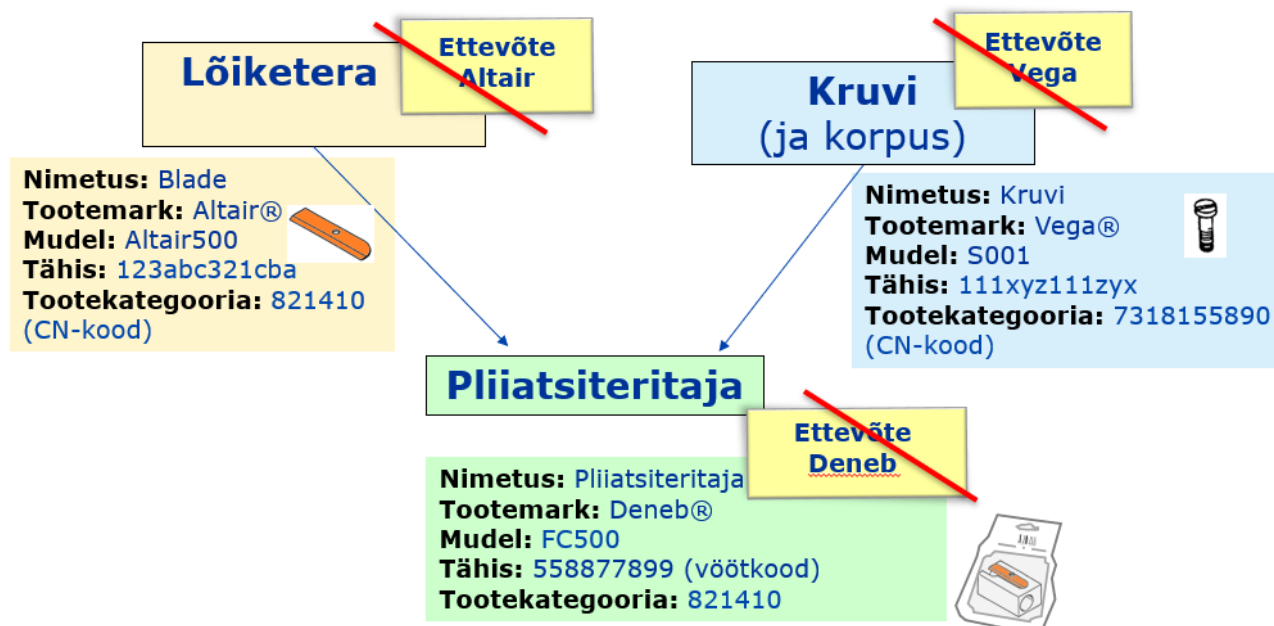 Lõiketera
Ettevõte
Altair
Nimetus: Blade
Tootemark: Altair®
Mudel: Altair500
Tähis: 123abc321cba
Tootekategooria: 821410
(CN-kood)
Kruvi
(ja korpus)
Ettevõte
Vega
Nimetus: Kruvi
Tootemark: Vega®
Mudel: S001
Tähis: 111xyz111zyx
Tootekategooria: 7318155890
(CN-kood)
Pliiatsiteritaja
Ettevõte
Deneb
Nimetus: Pliiatsiteritaja
Tootemark: Deneb®
Mudel: FC500
Tähis: 558877899 (vöötkood)
Tootekategooria: 821410